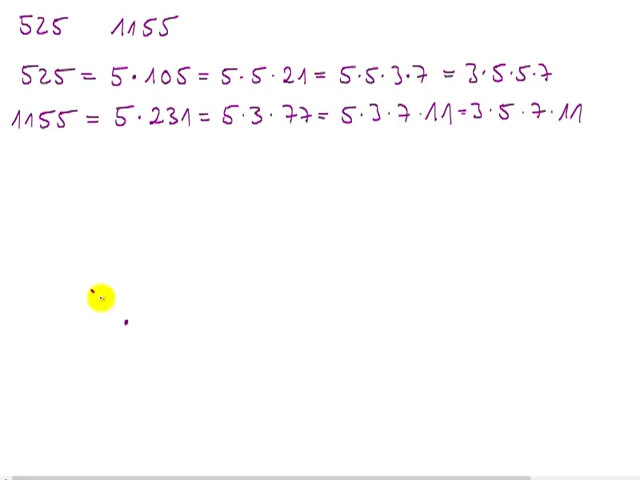 525 1155
525 = 5 · 105 = 5 · 5 · 21 = 5 · 5 · 3 · 7 = 3 · 5 · 5 · 7
1155 = 5 · 231 = 5 · 3 · 77 = 5 · 3 · 7 · 11 = 3 · 5 · 7 · 11